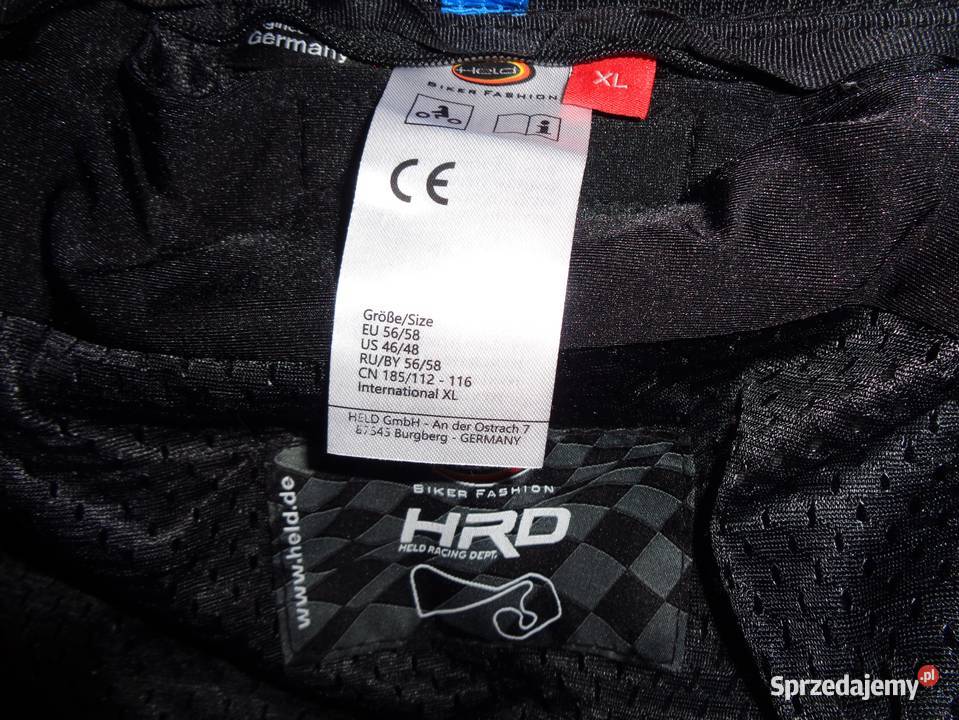 Germany
Held
BIKER FASHION
XL
CE
Größe/Size
EU 56/58
US 46/48
RU/BY 56/58
CN 185/112 - 116
International XL
HELD GmbH - An der Ostrach 7
87545 Burgberg - GERMANY
BIKER FASHION
HRD
HELD RACING DEPT.
www.held.de
Sprzedajemy.pl